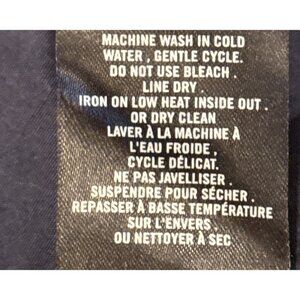 MACHINE WASH IN COLD
WATER , GENTLE CYCLE.
DO NOT USE BLEACH .
LINE DRY .
IRON ON LOW HEAT INSIDE OUT .
OR DRY CLEAN
LAVER À LA MACHINE À
L'EAU FROIDE ,
CYCLE DÉLICAT.
NE PAS JAVELLISER .
SUSPENDRE POUR SÉCHER .
REPASSER À BASSE TEMPÉRATURE
SUR L'ENVERS .
OU NETTOYER À SEC